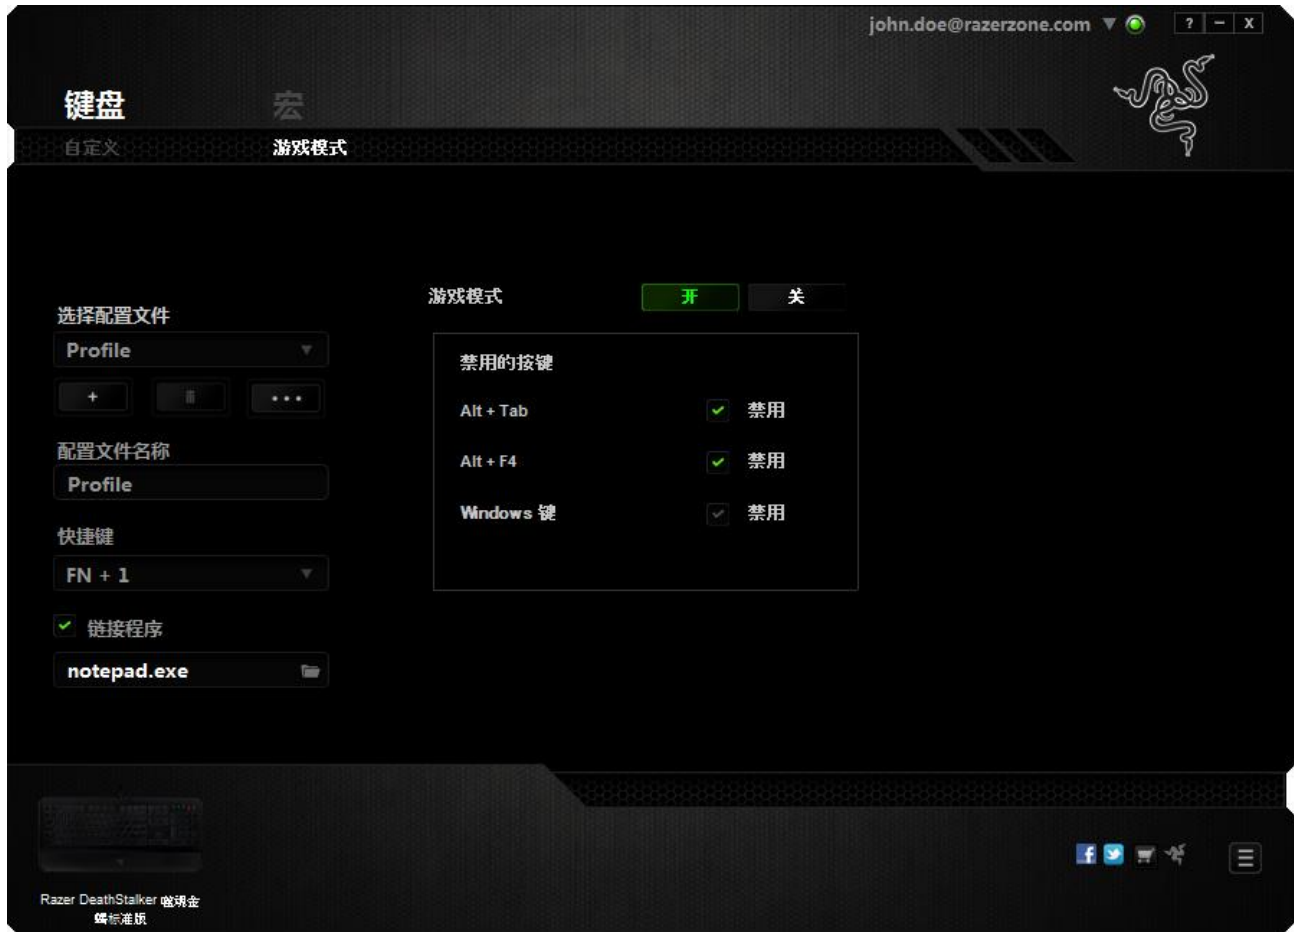 john.doe@razerzone.com
? - X
键盘
宏
自定义
游戏模式
选择配置文件
Profile
+
配置文件名称
Profile
快捷键
FN + 1
链接程序
notepad.exe
游戏模式
开
关
禁用的按键
Alt + Tab
禁用
Alt + F4
禁用
Windows 键
禁用
Razer DeathStalker 噬魂金
蝎标准版